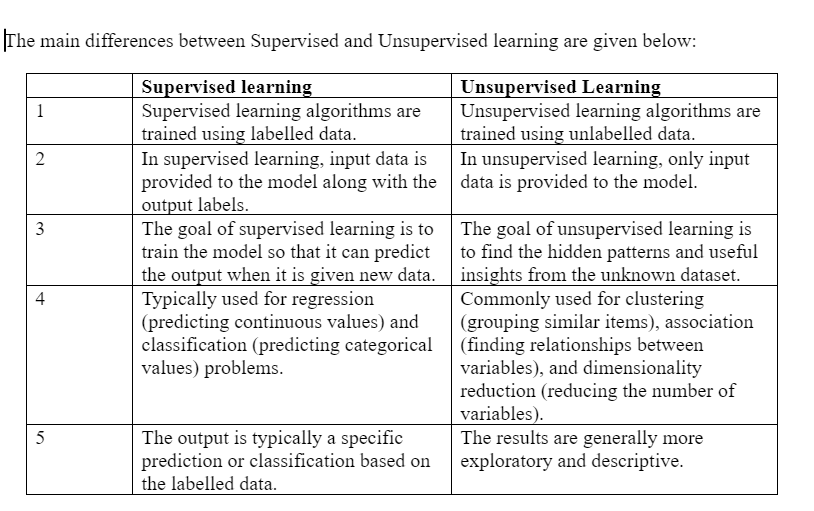 The main differences between Supervised and Unsupervised learning are given below:
Supervised learning
Unsupervised Learning
1
Supervised learning algorithms are
trained using labelled data.
Unsupervised learning algorithms are
trained using unlabelled data.
2
In supervised learning, input data is
provided to the model along with the
output labels.
In unsupervised learning, only input
data is provided to the model.
3
The goal of supervised learning is to
train the model so that it can predict
the output when it is given new data.
The goal of unsupervised learning is
to find the hidden patterns and useful
insights from the unknown dataset.
4
Typically used for regression
(predicting continuous values) and
classification (predicting categorical
values) problems.
Commonly used for clustering
(grouping similar items), association
(finding relationships between
variables), and dimensionality
reduction (reducing the number of
variables).
5
The output is typically a specific
prediction or classification based on
the labelled data.
The results are generally more
exploratory and descriptive.